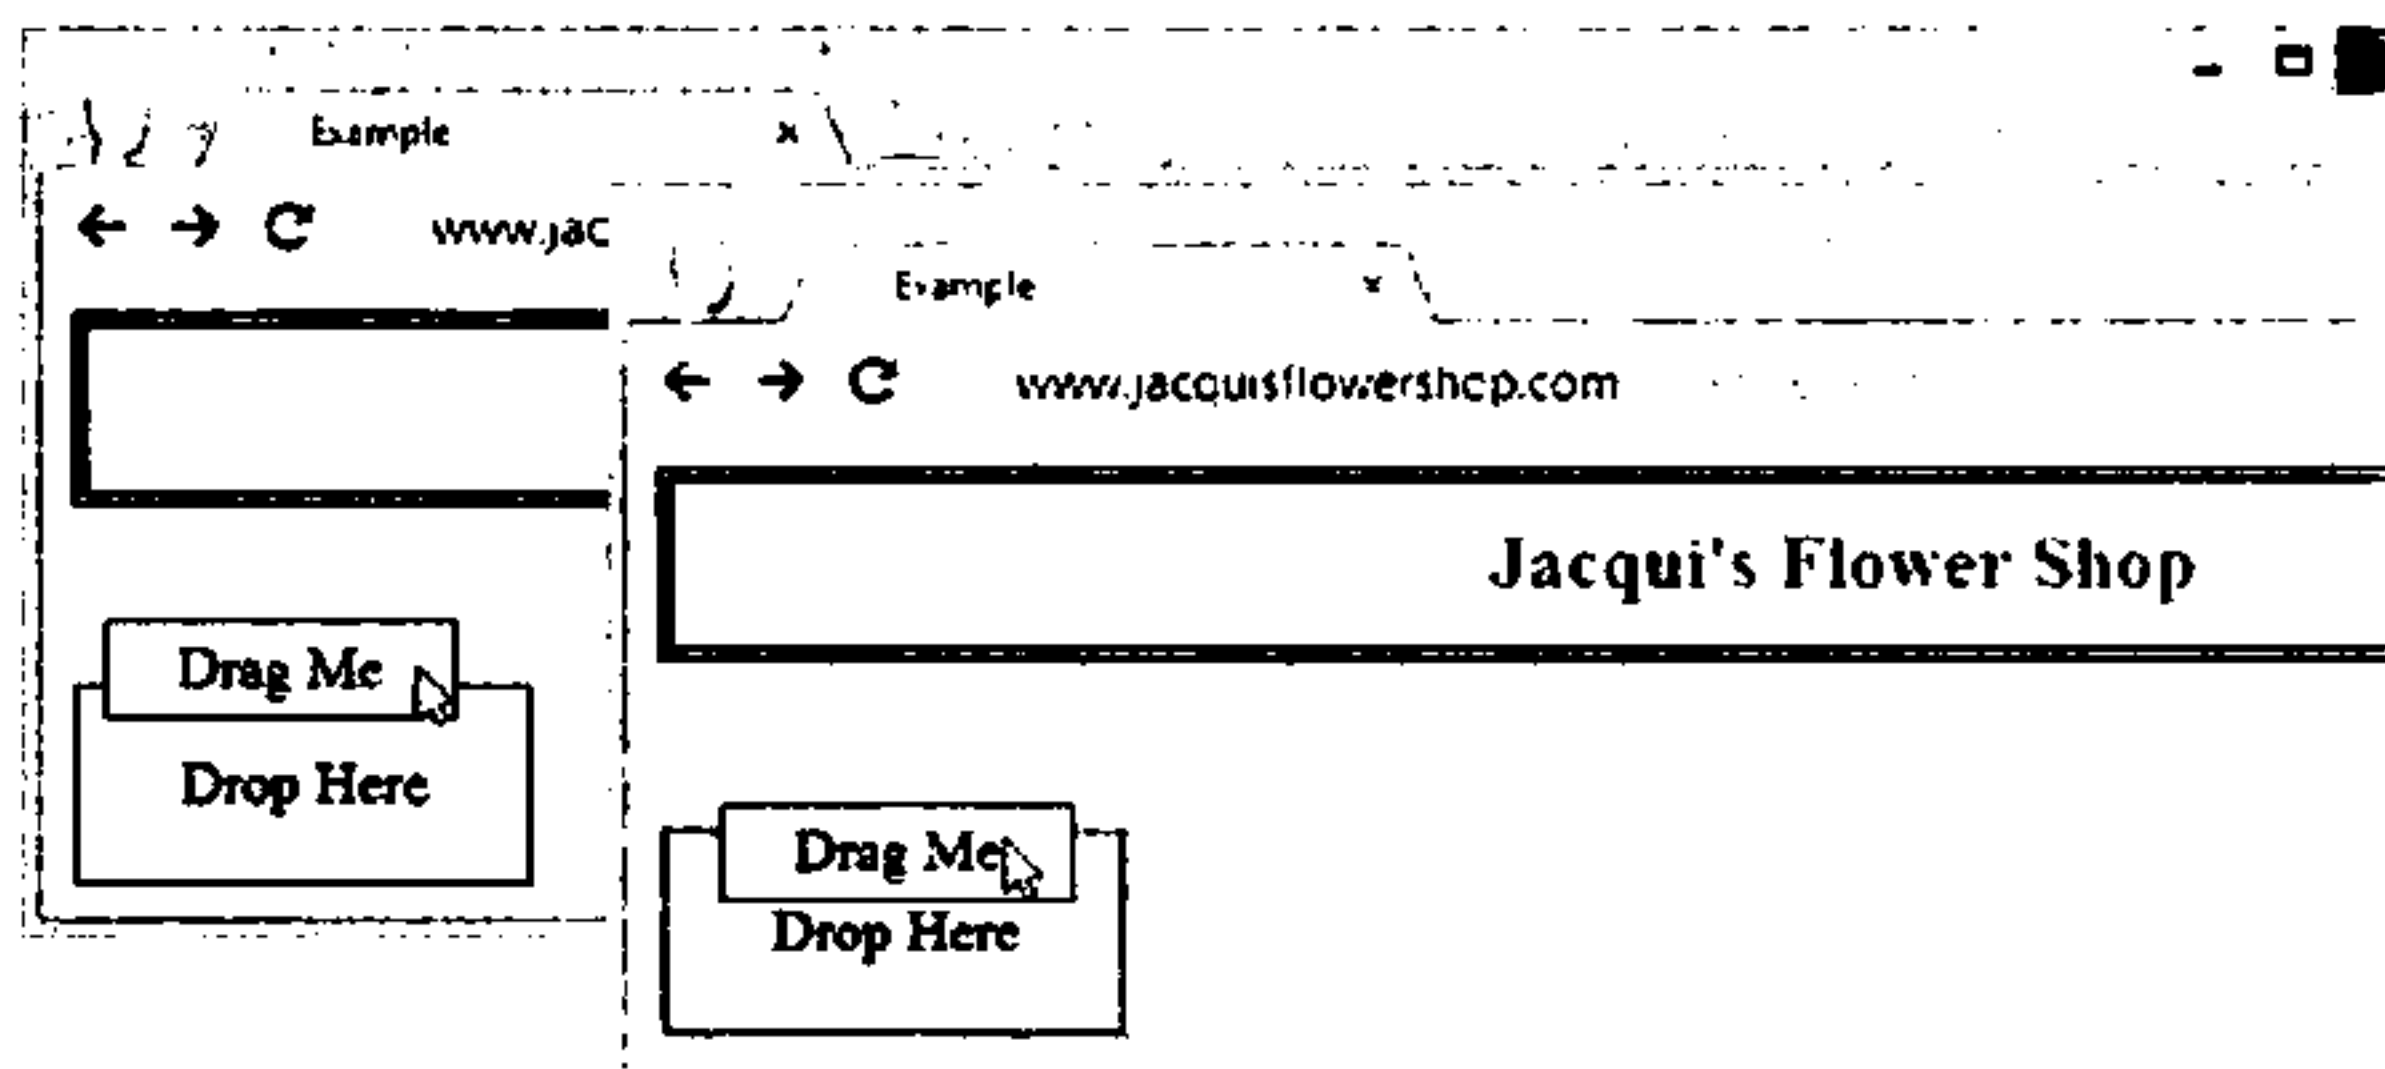 Example
www.jac
Drag Me
Drop Here
Example
www.jacquisflowershop.com
Jacqui's Flower Shop
Drag Me
Drop Here